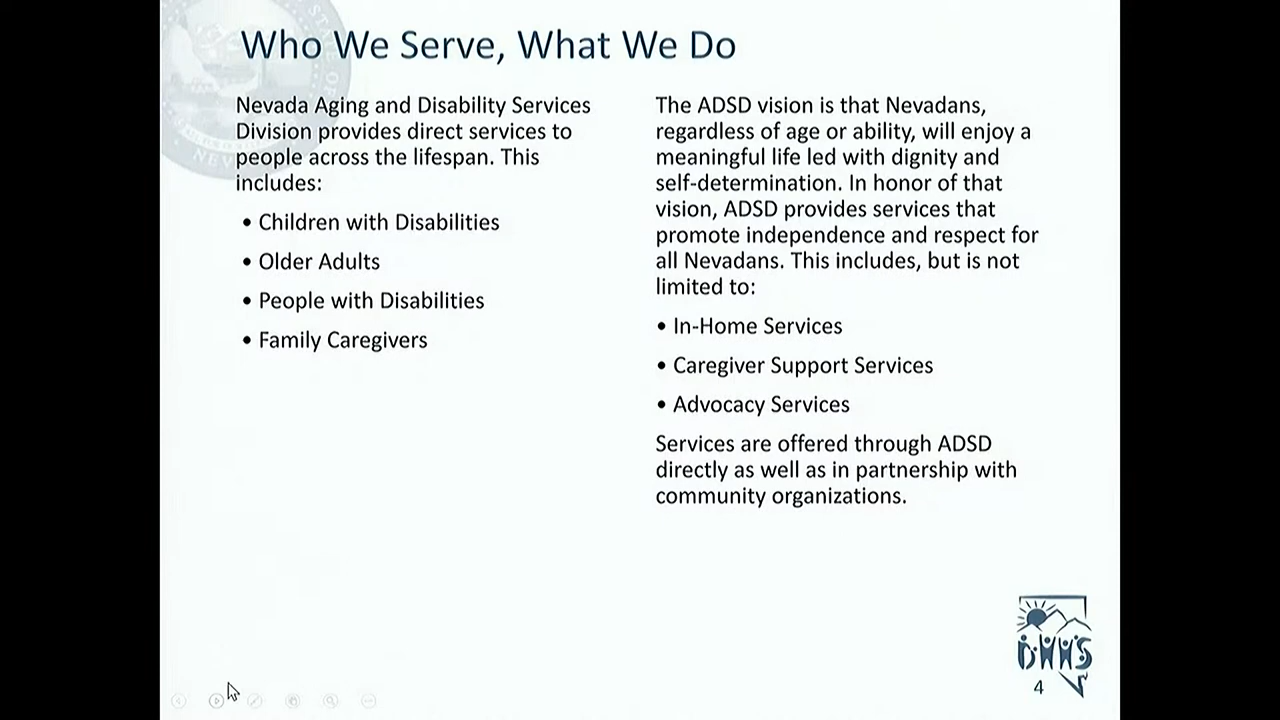 Who We Serve, What We Do
Nevada Aging and Disability Services
Division provides direct services to
people across the lifespan. This
includes:
• Children with Disabilities
• Older Adults
• People with Disabilities
• Family Caregivers
The ADSD vision is that Nevadans,
regardless of age or ability, will enjoy a
meaningful life led with dignity and
self-determination. In honor of that
vision, ADSD provides services that
promote independence and respect for
all Nevadans. This includes, but is not
limited to:
• In-Home Services
• Caregiver Support Services
• Advocacy Services
Services are offered through ADSD
directly as well as in partnership with
community organizations.
DHHS
4